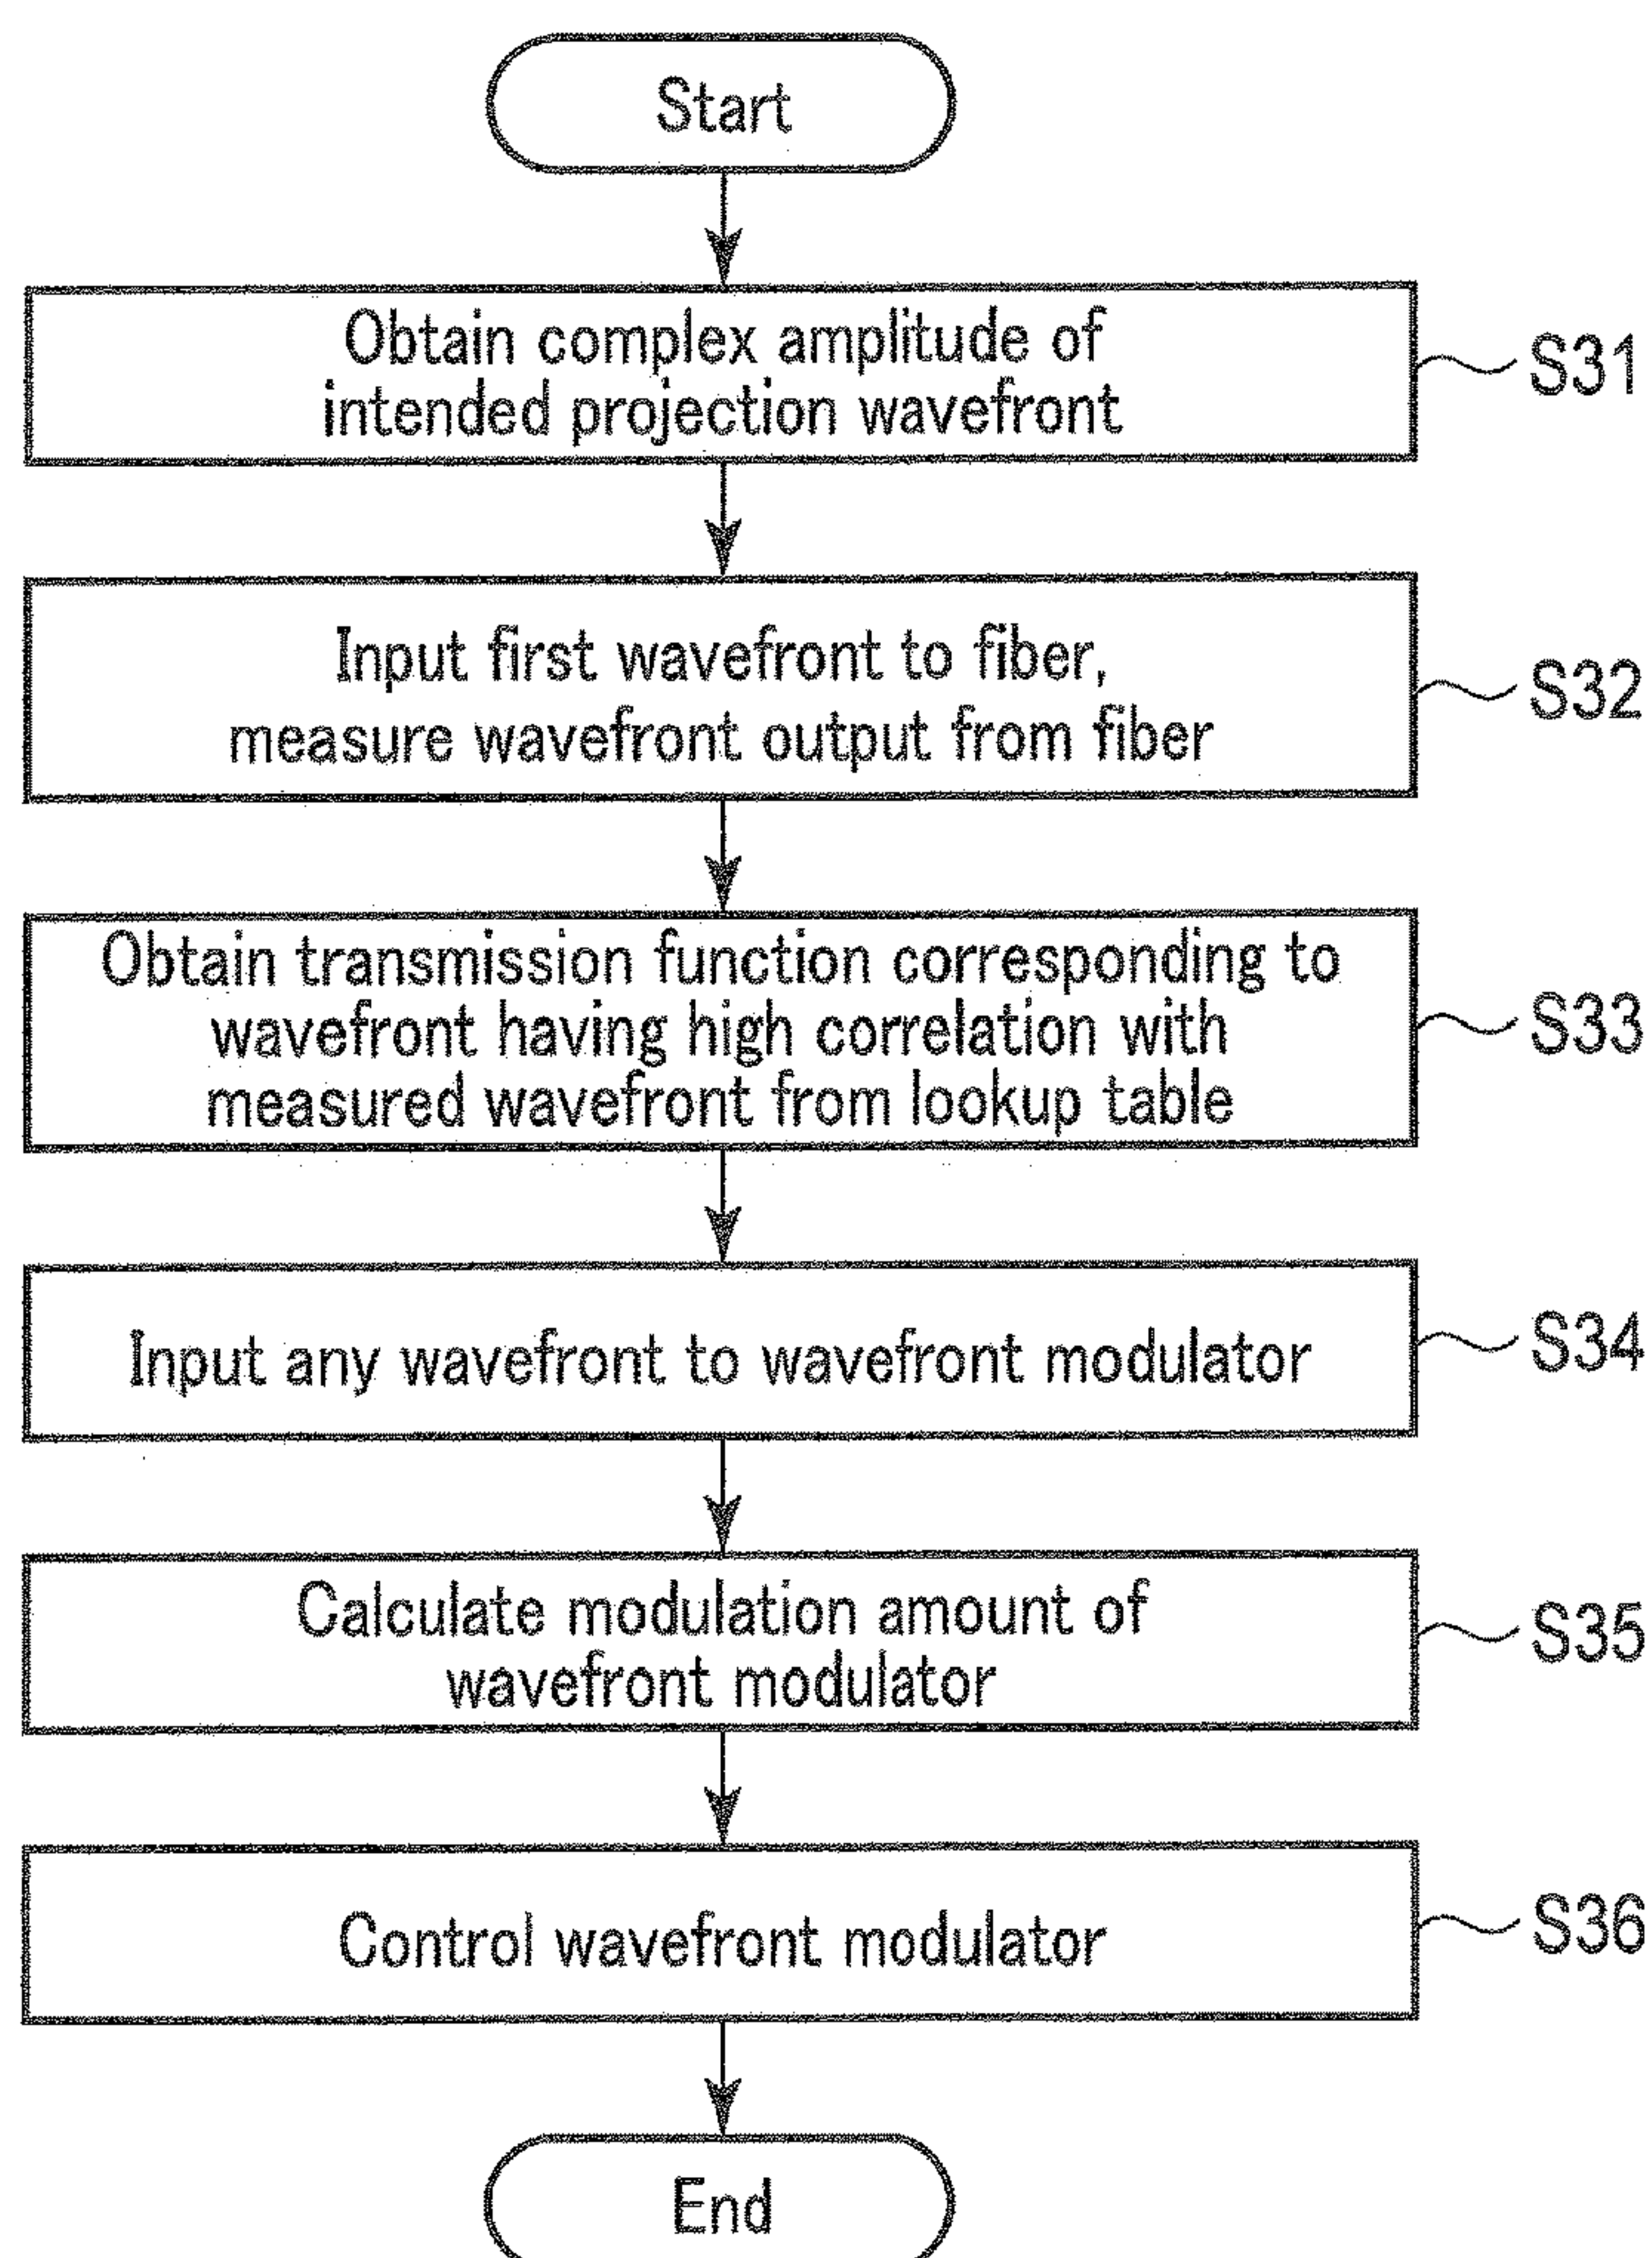 Start
Obtain complex amplitude of
intended projection wavefront
S31
Input first wavefront to fiber,
measure wavefront output from fiber
S32
Obtain transmission function corresponding to
wavefront having high correlation with
measured wavefront from lookup table
S33
Input any wavefront to wavefront modulator
S34
Calculate modulation amount of
wavefront modulator
S35
Control wavefront modulator
S36
End